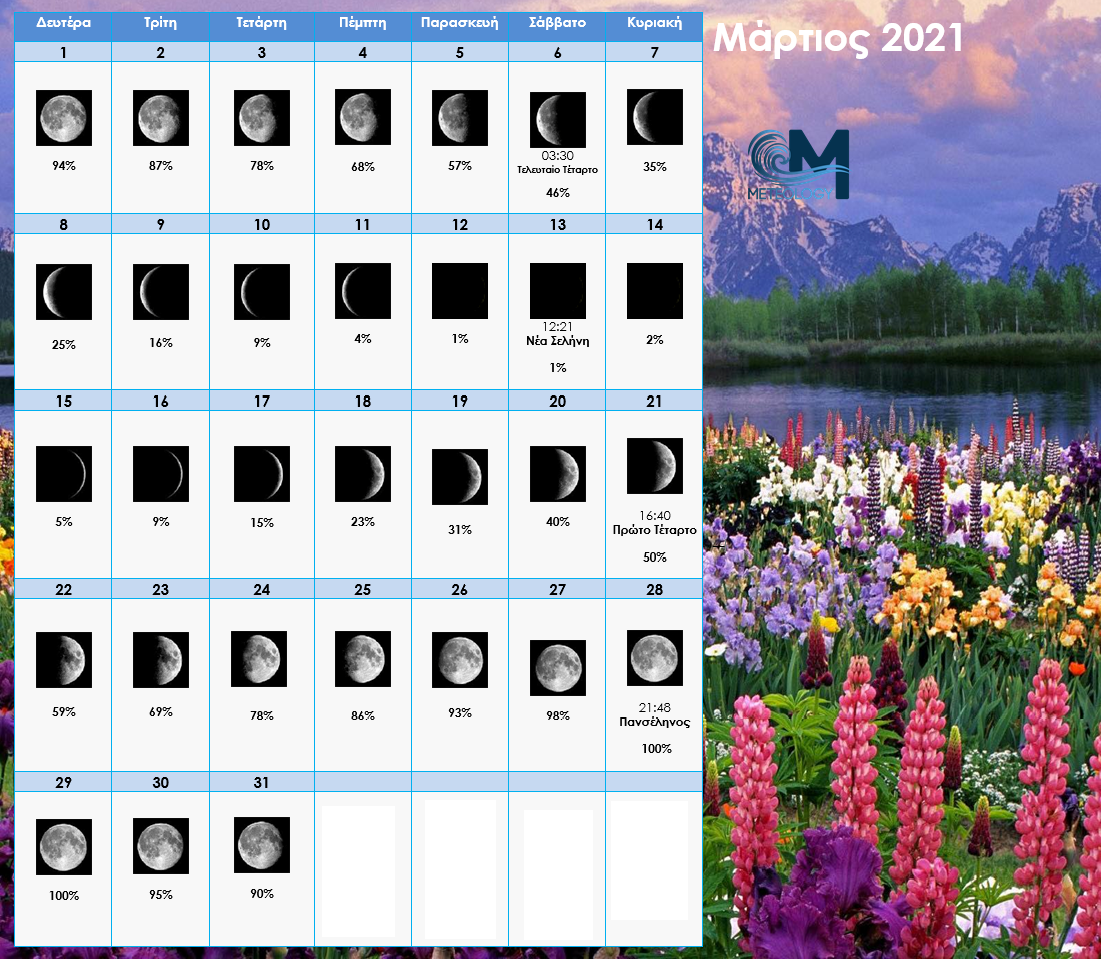 Δευτέρα Τρίτη Τετάρτη Πέμπτη Παρασκευή Σάββατο Κυριακή
Μάρτιος 2021
1 2 3 4 5 6 7
94% 87% 78% 68% 57% 03:30 35%
Τελευταίο Τέταρτο
46%
8 9 10 11 12 13 14
25% 16% 9% 4% 1% 12:21 2%
Νέα Σελήνη
1%
15 16 17 18 19 20 21
5% 9% 15% 23% 31% 40% 16:40
Πρώτο Τέταρτο
50%
22 23 24 25 26 27 28
59% 69% 78% 86% 93% 98% 21:48
Πανσέληνος
100%
29 30 31
100% 95% 90%